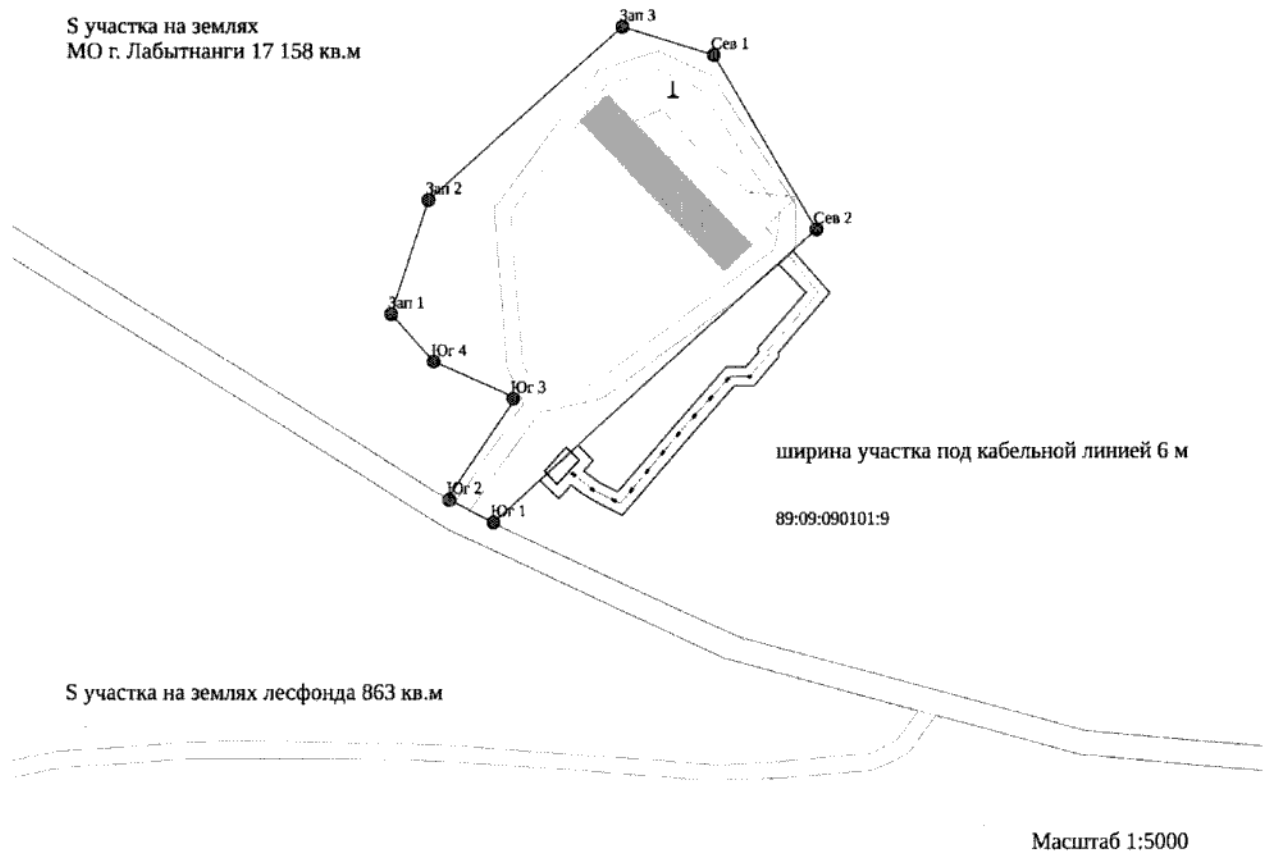 S участка на землях
МО г. Лабытнанги 17 158 кв.м
Зап 3
Сев 1
Зап 2
Сев 2
Зап 1
Юг 4
Юг 3
ширина участка под кабельной линией 6 м
Юг 2
Юг 1
89:09:090101:9
S участка на землях лесфонда 863 кв.м
Масштаб 1:5000